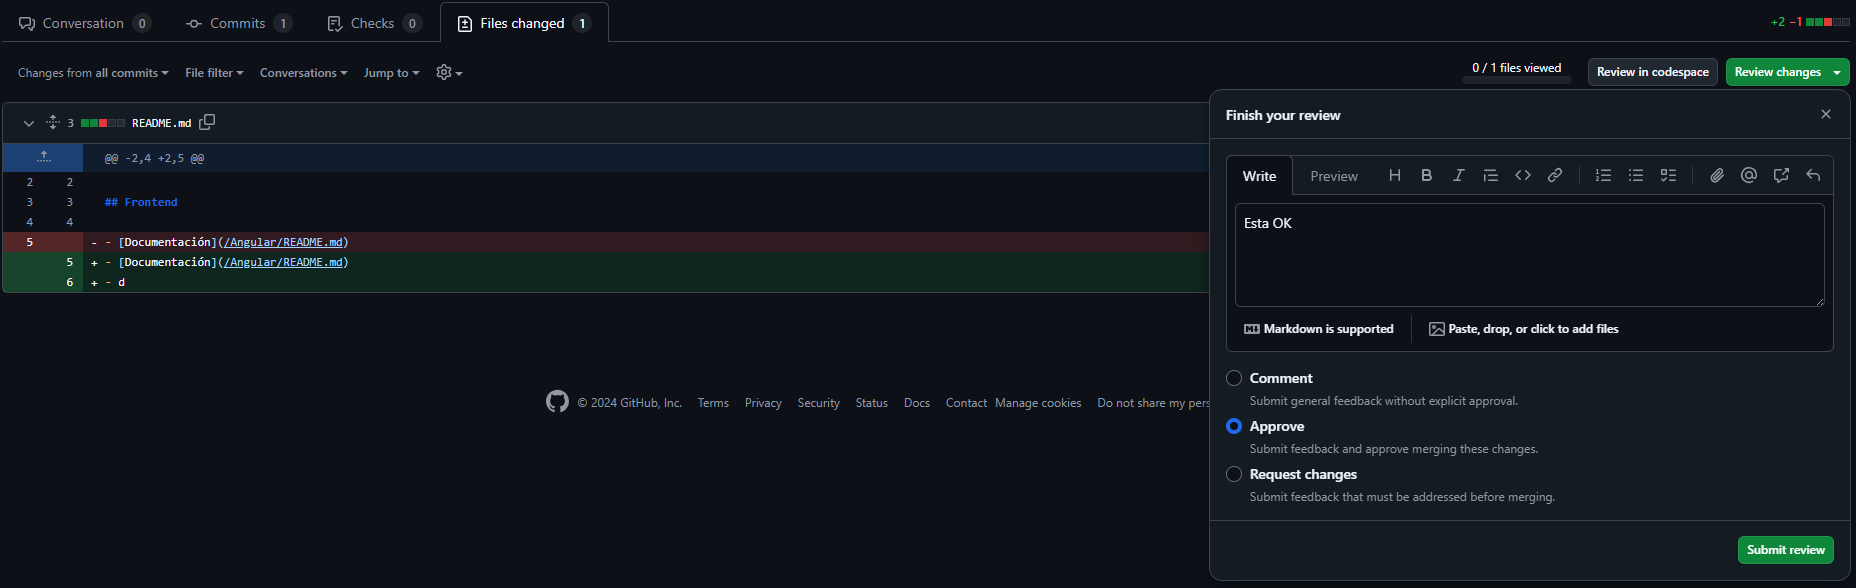 Conversation 0 Commits 1 Checks 0 Files changed 1 +2 −1
Changes from all commits File filter Conversations Jump to 0 / 1 files viewed Review in codespace Review changes
3 README.md
@@ -2,4 +2,5 @@
2 2
3 3 ## Frontend
4 4
5 - - [Documentación](/Angular/README.md)
5 + - [Documentación](/Angular/README.md)
6 + - d
© 2024 GitHub, Inc. Terms Privacy Security Status Docs Contact Manage cookies Do not share my pers
Finish your review
Write Preview
Esta OK
Markdown is supported Paste, drop, or click to add files
Comment
Submit general feedback without explicit approval.
Approve
Submit feedback and approve merging these changes.
Request changes
Submit feedback that must be addressed before merging.
Submit review